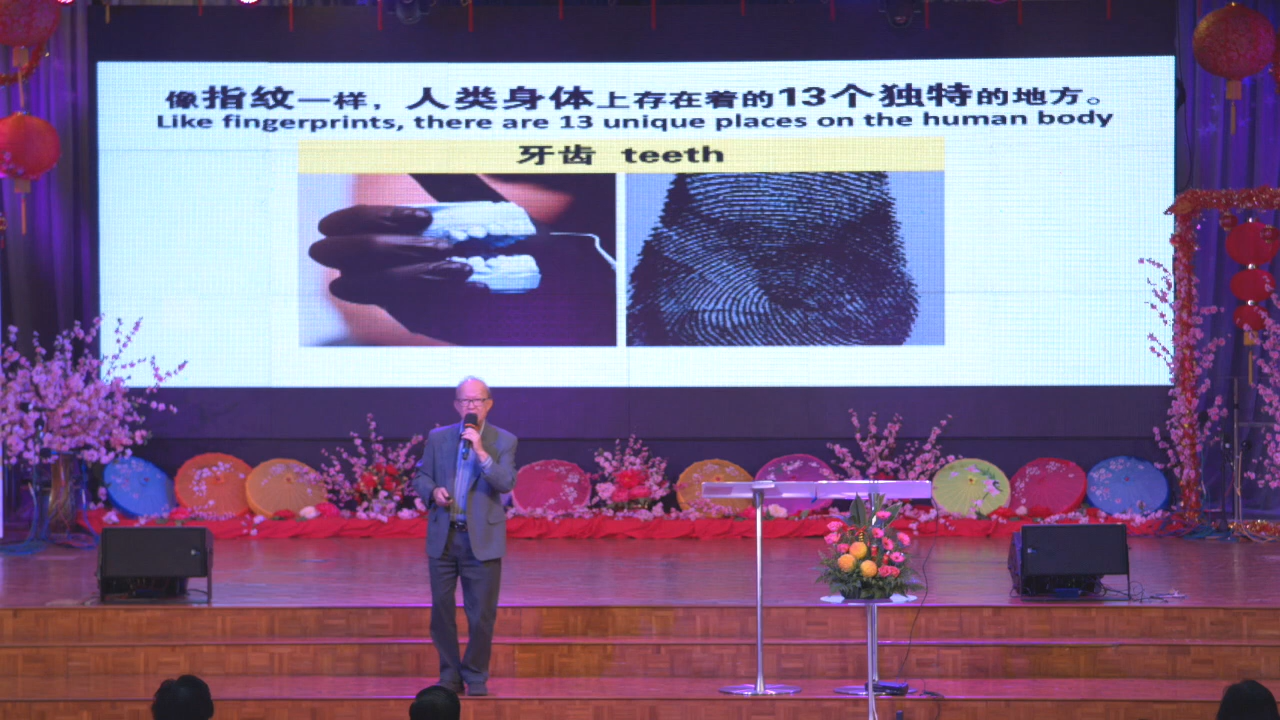 像指纹一样，人类身体上存在着的13个独特的地方。
Like fingerprints, there are 13 unique places on the human body
牙齿 teeth